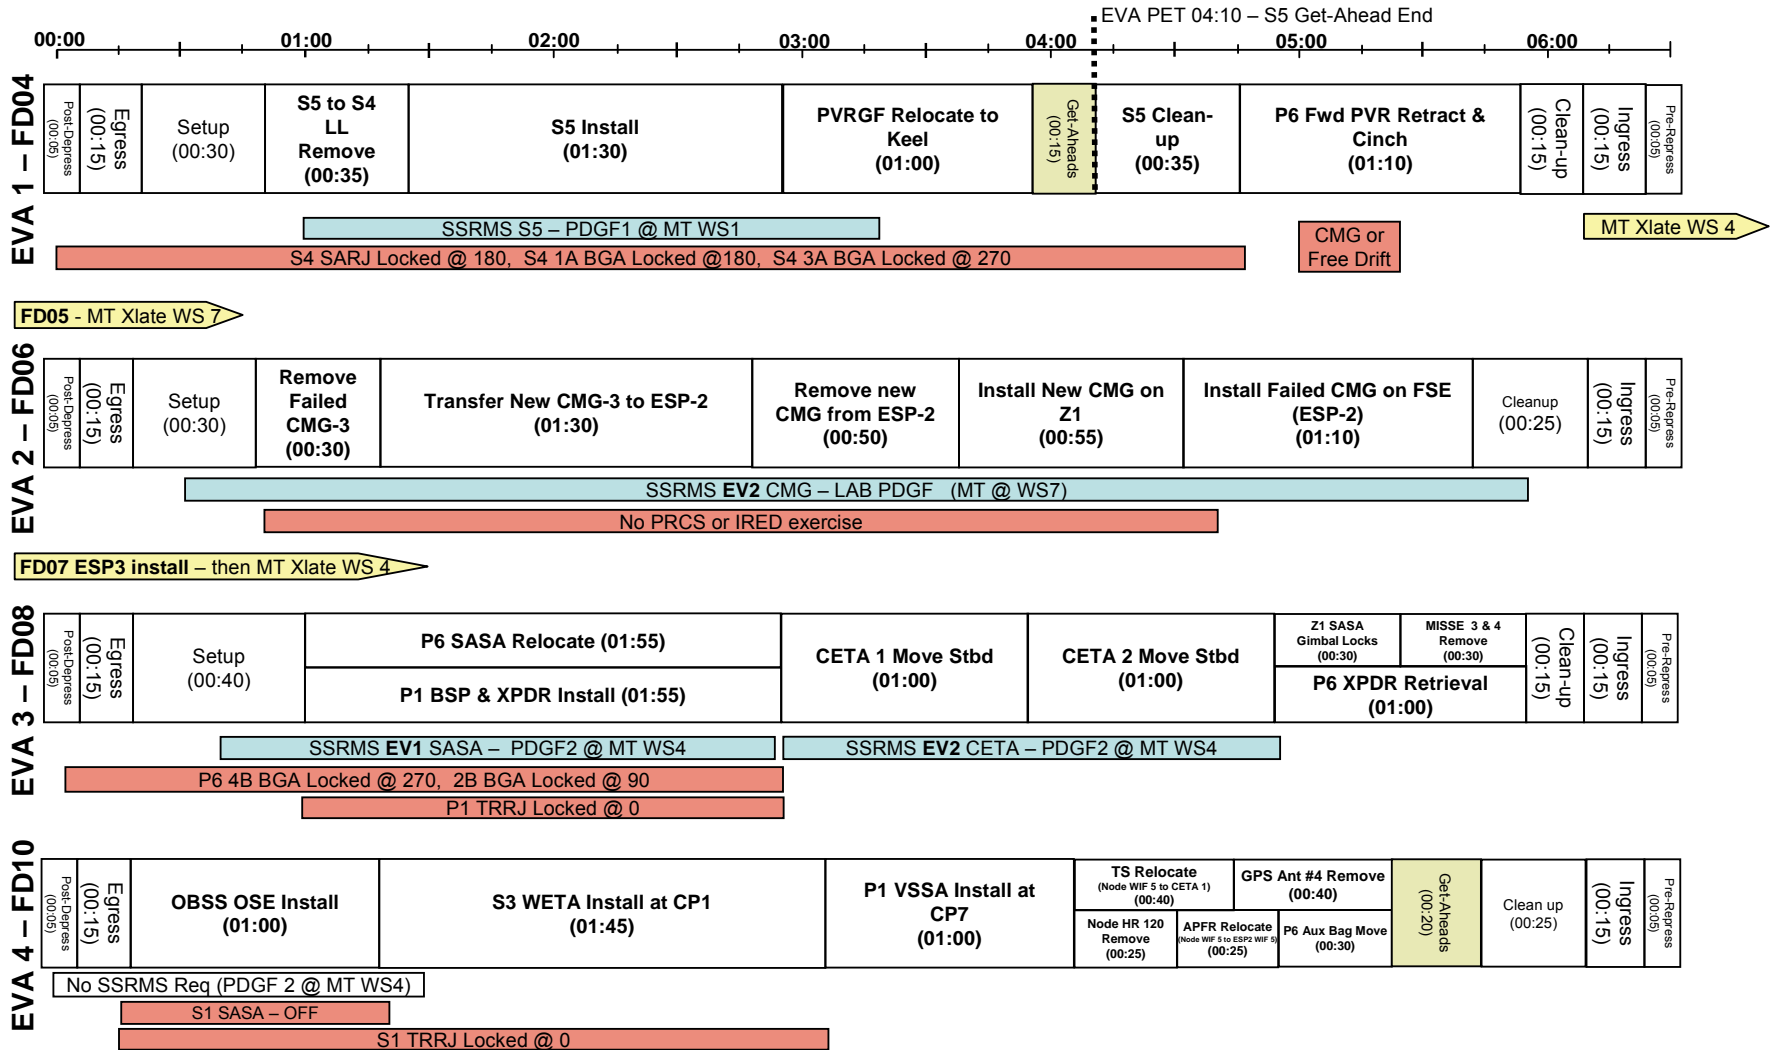 EVA PET 04:10 – S5 Get-Ahead End
00:00 01:00 02:00 03:00 04:00 05:00 06:00
EVA 1 – FD04
Post-Depress
(00:05)
Egress
(00:15)
Setup
(00:30)
S5 to S4
LL
Remove
(00:35)
S5 Install
(01:30)
PVRGF Relocate to
Keel
(01:00)
Get-Aheads
(00:15)
S5 Clean-
up
(00:35)
P6 Fwd PVR Retract &
Cinch
(01:10)
Clean-up
(00:15)
Ingress
(00:15)
Pre-Repress
(00:05)
SSRMS S5 – PDGF1 @ MT WS1
S4 SARJ Locked @ 180, S4 1A BGA Locked @180, S4 3A BGA Locked @ 270
CMG or
Free Drift
MT Xlate WS 4
FD05 - MT Xlate WS 7
EVA 2 – FD06
Post-Depress
(00:05)
Egress
(00:15)
Setup
(00:30)
Remove
Failed
CMG-3
(00:30)
Transfer New CMG-3 to ESP-2
(01:30)
Remove new
CMG from ESP-2
(00:50)
Install New CMG on
Z1
(00:55)
Install Failed CMG on FSE
(ESP-2)
(01:10)
Cleanup
(00:25)
Ingress
(00:15)
Pre-Repress
(00:05)
SSRMS EV2 CMG – LAB PDGF (MT @ WS7)
No PRCS or IRED exercise
FD07 ESP3 install – then MT Xlate WS 4
EVA 3 – FD08
Post-Depress
(00:05)
Egress
(00:15)
Setup
(00:40)
P6 SASA Relocate (01:55)
P1 BSP & XPDR Install (01:55)
CETA 1 Move Stbd
(01:00)
CETA 2 Move Stbd
(01:00)
Z1 SASA
Gimbal Locks
(00:30)
MISSE 3 & 4
Remove
(00:30)
P6 XPDR Retrieval
(01:00)
Clean-up
(00:15)
Ingress
(00:15)
Pre-Repress
(00:05)
SSRMS EV1 SASA – PDGF2 @ MT WS4
SSRMS EV2 CETA – PDGF2 @ MT WS4
P6 4B BGA Locked @ 270, 2B BGA Locked @ 90
P1 TRRJ Locked @ 0
EVA 4 – FD10
Post-Depress
(00:05)
Egress
(00:15)
OBSS OSE Install
(01:00)
S3 WETA Install at CP1
(01:45)
P1 VSSA Install at
CP7
(01:00)
TS Relocate
(Node WIF 5 to CETA 1)
(00:40)
GPS Ant #4 Remove
(00:40)
Node HR 120
Remove
(00:25)
APFR Relocate
(Node WIF 5 to ESP2 WIF 5)
(00:25)
P6 Aux Bag Move
(00:30)
Get-Aheads
(00:20)
Clean up
(00:25)
Ingress
(00:15)
Pre-Repress
(00:05)
No SSRMS Req (PDGF 2 @ MT WS4)
S1 SASA – OFF
S1 TRRJ Locked @ 0